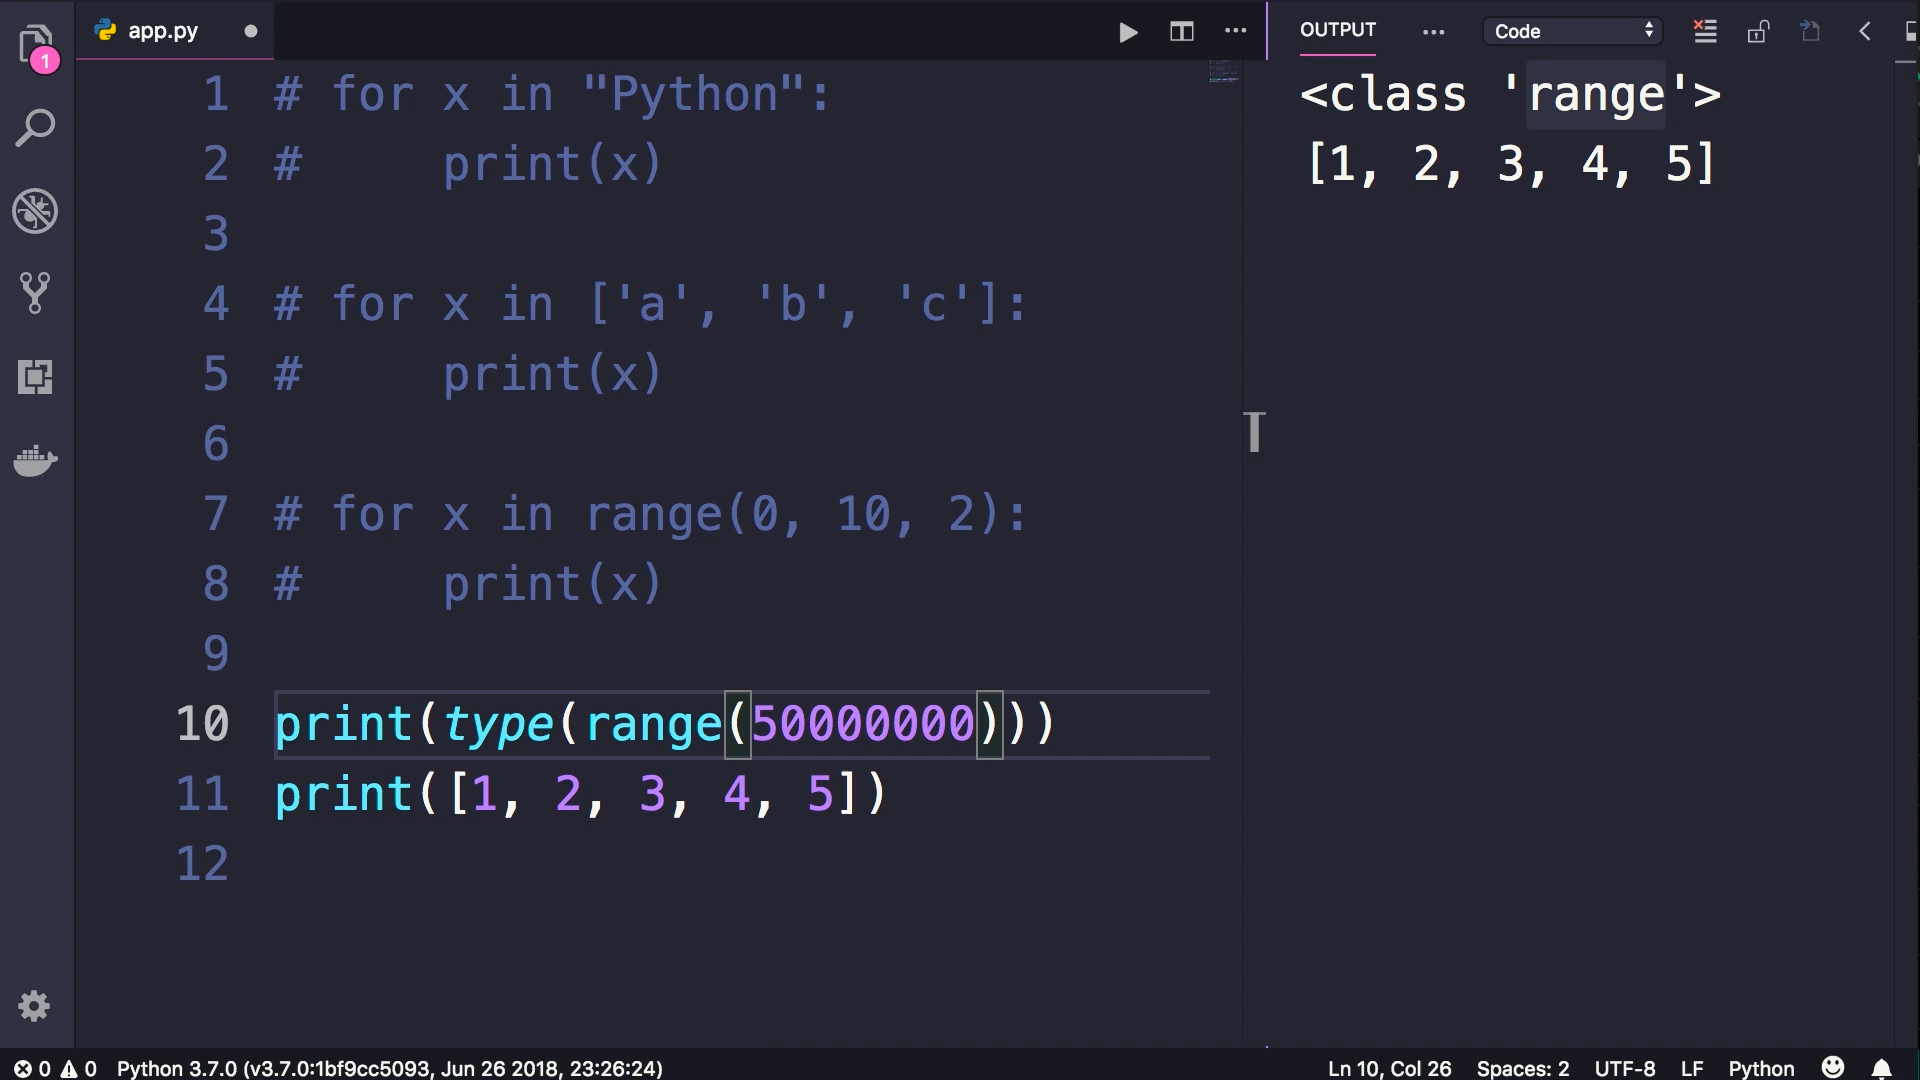 app.py
OUTPUT
Code
1
1 # for x in "Python":
2 #     print(x)
3
4 # for x in ['a', 'b', 'c']:
5 #     print(x)
6
7 # for x in range(0, 10, 2):
8 #     print(x)
9
10 print(type(range(50000000)))
11 print([1, 2, 3, 4, 5])
12
<class 'range'>
[1, 2, 3, 4, 5]
0 0 Python 3.7.0 (v3.7.0:1bf9cc5093, Jun 26 2018, 23:26:24) Ln 10, Col 26 Spaces: 2 UTF-8 LF Python